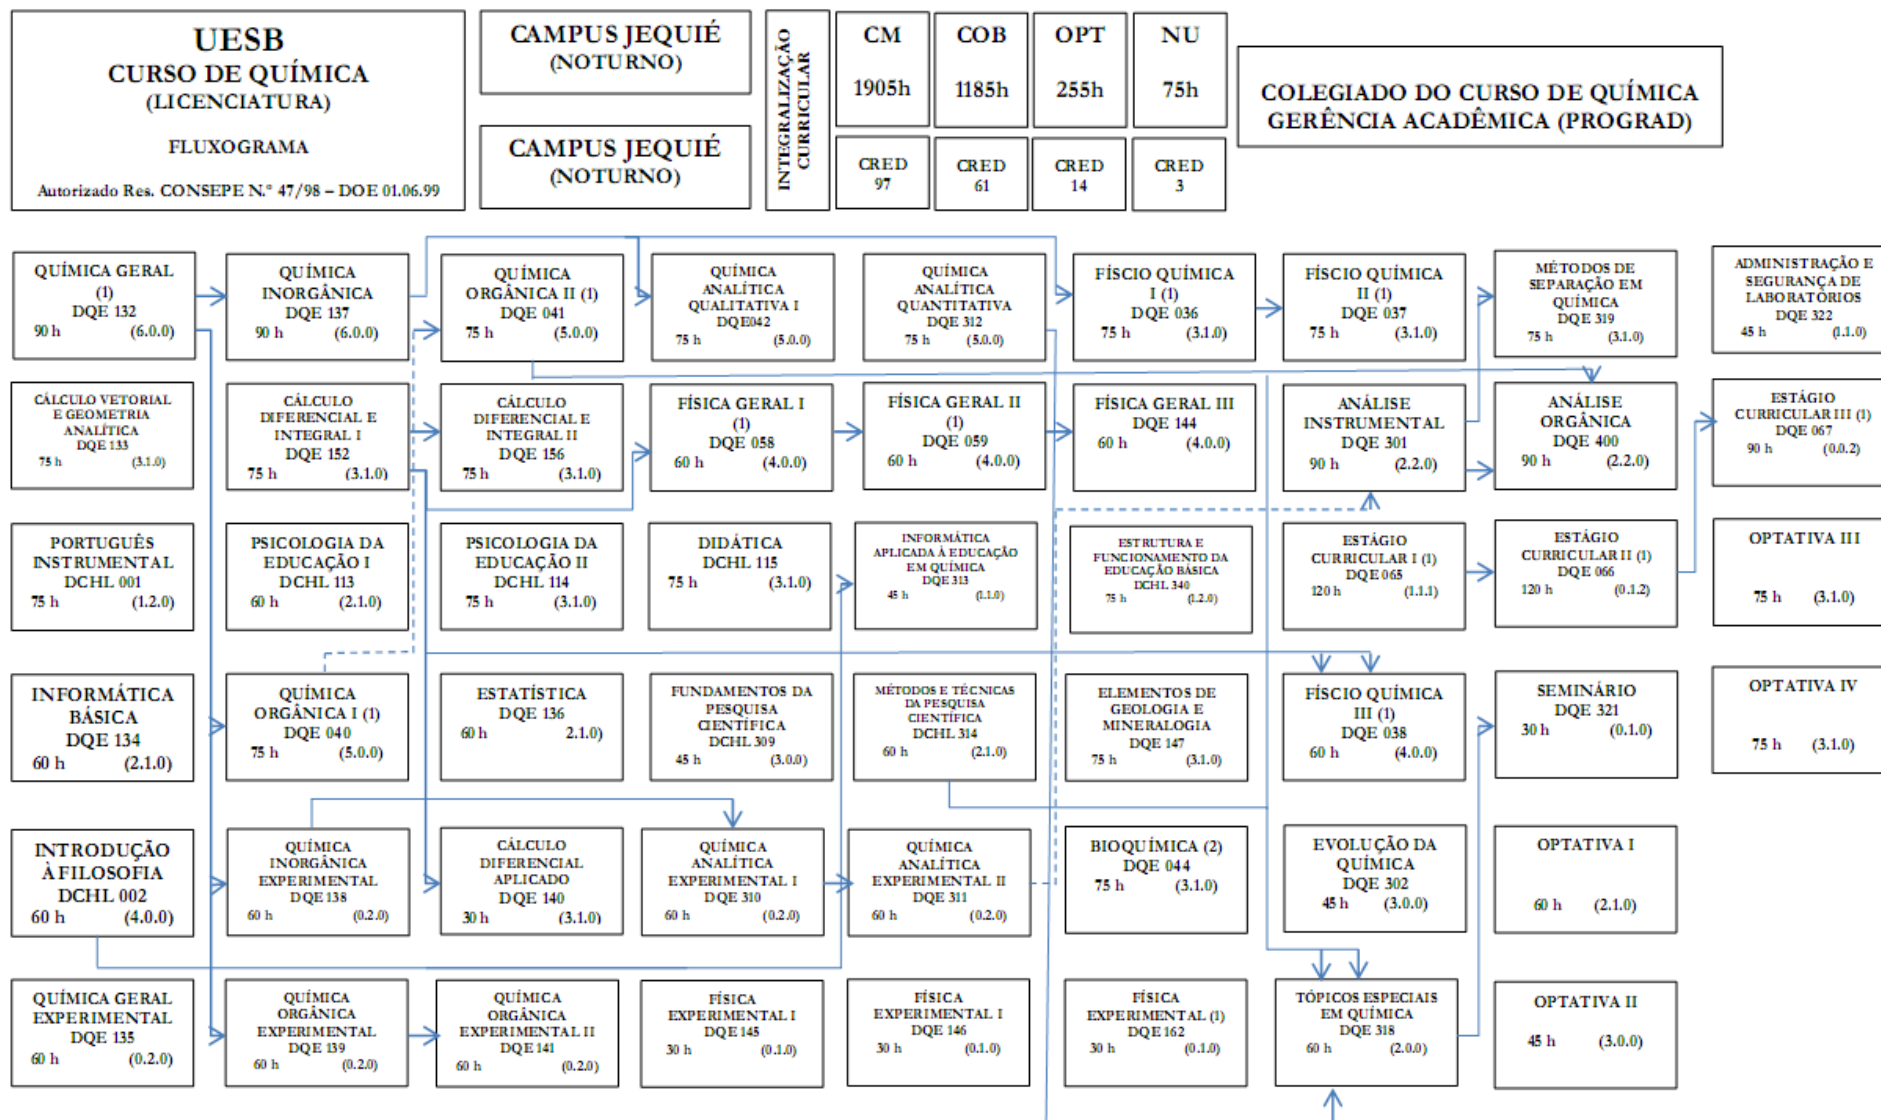 UESB
CURSO DE QUÍMICA
(LICENCIATURA)
FLUXOGRAMA
Autorizado Res. CONSEPE N.º 47/98 – DOE 01.06.99
CAMPUS JEQUIÉ
(NOTURNO)
CAMPUS JEQUIÉ
(NOTURNO)
INTEGRALIZAÇÃO
CURRICULAR
CM
1905h
COB
1185h
OPT
255h
NU
75h
CRED
97
CRED
61
CRED
14
CRED
3
COLEGIADO DO CURSO DE QUÍMICA
GERÊNCIA ACADÊMICA (PROGRAD)
QUÍMICA GERAL
(1)
DQE 132
90 h (6.0.0)
QUÍMICA
INORGÂNICA
DQE 137
90 h (6.0.0)
QUÍMICA
ORGÂNICA II (1)
DQE 041
75 h (5.0.0)
QUÍMICA
ANALÍTICA
QUALITATIVA I
DQE042
75 h (5.0.0)
QUÍMICA
ANALÍTICA
QUANTITATIVA
DQE 312
75 h (5.0.0)
FÍSCIO QUÍMICA
I (1)
DQE 036
75 h (3.1.0)
FÍSCIO QUÍMICA
II (1)
DQE 037
75 h (3.1.0)
MÉTODOS DE
SEPARAÇÃO EM
QUÍMICA
DQE 319
75 h (3.1.0)
ADMINISTRAÇÃO E
SEGURANÇA DE
LABORATÓRIOS
DQE 322
45 h (1.1.0)
CÁLCULO VETORIAL
E GEOMETRIA
ANALÍTICA
DQE 133
75 h (3.1.0)
CÁLCULO
DIFERENCIAL E
INTEGRAL I
DQE 152
75 h (3.1.0)
CÁLCULO
DIFERENCIAL E
INTEGRAL II
DQE 156
75 h (3.1.0)
FÍSICA GERAL I
(1)
DQE 058
60 h (4.0.0)
FÍSICA GERAL II
(1)
DQE 059
60 h (4.0.0)
FÍSICA GERAL III
DQE 144
60 h (4.0.0)
ANÁLISE
INSTRUMENTAL
DQE 301
90 h (2.2.0)
ANÁLISE
ORGÂNICA
DQE 400
90 h (2.2.0)
ESTÁGIO
CURRICULAR III (1)
DQE 067
90 h (0.0.2)
PORTUGUÊS
INSTRUMENTAL
DCHL 001
75 h (1.2.0)
PSICOLOGIA DA
EDUCAÇÃO I
DCHL 113
60 h (2.1.0)
PSICOLOGIA DA
EDUCAÇÃO II
DCHL 114
75 h (3.1.0)
DIDÁTICA
DCHL 115
75 h (3.1.0)
INFORMÁTICA
APLICADA À EDUCAÇÃO
EM QUÍMICA
DQE 313
45 h (1.1.0)
ESTRUTURA E
FUNCIONAMENTO DA
EDUCAÇÃO BÁSICA
DCHL 340
75 h (1.2.0)
ESTÁGIO
CURRICULAR I (1)
DQE 065
120 h (1.1.1)
ESTÁGIO
CURRICULAR II (1)
DQE 066
120 h (0.1.2)
OPTATIVA III
75 h (3.1.0)
INFORMÁTICA
BÁSICA
DQE 134
60 h (2.1.0)
QUÍMICA
ORGÂNICA I (1)
DQE 040
75 h (5.0.0)
ESTATÍSTICA
DQE 136
60 h 2.1.0)
FUNDAMENTOS DA
PESQUISA
CIENTÍFICA
DCHL 309
45 h (3.0.0)
MÉTODOS E TÉCNICAS
DA PESQUISA
CIENTÍFICA
DCHL 314
60 h (2.1.0)
ELEMENTOS DE
GEOLOGIA E
MINERALOGIA
DQE 147
75 h (3.1.0)
FÍSCIO QUÍMICA
III (1)
DQE 038
60 h (4.0.0)
SEMINÁRIO
DQE 321
30 h (0.1.0)
OPTATIVA IV
75 h (3.1.0)
INTRODUÇÃO
À FILOSOFIA
DCHL 002
60 h (4.0.0)
QUÍMICA
INORGÂNICA
EXPERIMENTAL
DQE 138
60 h (0.2.0)
CÁLCULO
DIFERENCIAL
APLICADO
DQE 140
30 h (3.1.0)
QUÍMICA
ANALÍTICA
EXPERIMENTAL I
DQE 310
60 h (0.2.0)
QUÍMICA
ANALÍTICA
EXPERIMENTAL II
DQE 311
60 h (0.2.0)
BIOQUÍMICA (2)
DQE 044
75 h (3.1.0)
EVOLUÇÃO DA
QUÍMICA
DQE 302
45 h (3.0.0)
OPTATIVA I
60 h (2.1.0)
QUÍMICA GERAL
EXPERIMENTAL
DQE 135
60 h (0.2.0)
QUÍMICA
ORGÂNICA
EXPERIMENTAL
DQE 139
60 h (0.2.0)
QUÍMICA
ORGÂNICA
EXPERIMENTAL II
DQE 141
60 h (0.2.0)
FÍSICA
EXPERIMENTAL I
DQE 145
30 h (0.1.0)
FÍSICA
EXPERIMENTAL I
DQE 146
30 h (0.1.0)
FÍSICA
EXPERIMENTAL (1)
DQE 162
30 h (0.1.0)
TÓPICOS ESPECIAIS
EM QUÍMICA
DQE 318
60 h (2.0.0)
OPTATIVA II
45 h (3.0.0)